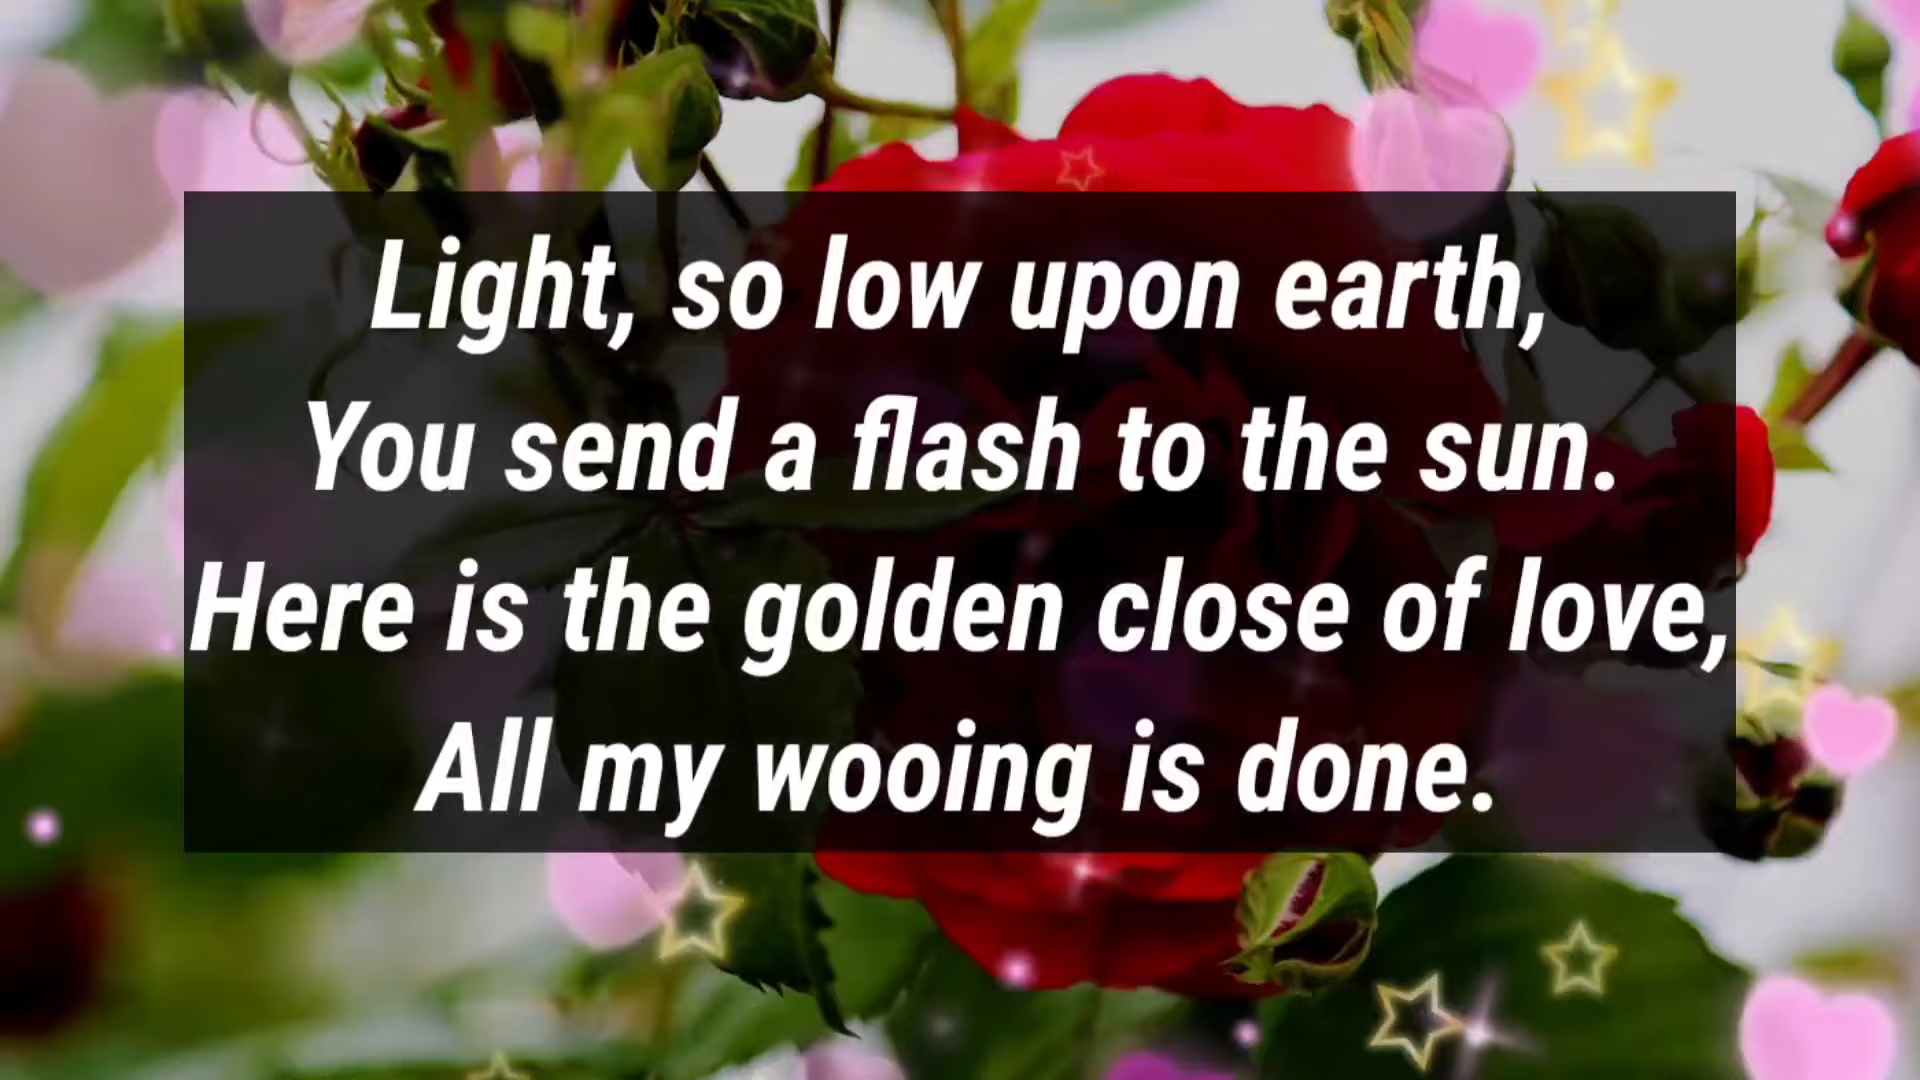 Light, so low upon earth,
You send a flash to the sun.
Here is the golden close of love,
All my wooing is done.